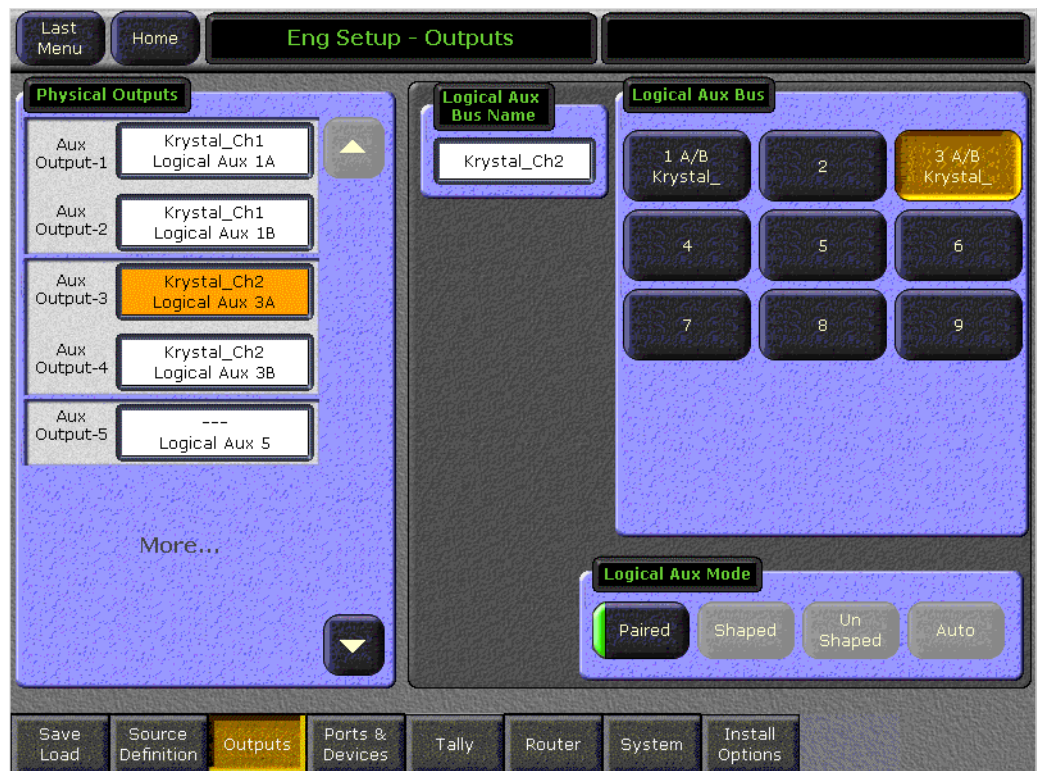 Last
Menu
Home
Eng Setup - Outputs
Physical Outputs
Aux
Output-1
Krystal_Ch1
Logical Aux 1A
Aux
Output-2
Krystal_Ch1
Logical Aux 1B
Aux
Output-3
Krystal_Ch2
Logical Aux 3A
Aux
Output-4
Krystal_Ch2
Logical Aux 3B
Aux
Output-5
---
Logical Aux 5
More...
Logical Aux
Bus Name
Krystal_Ch2
Logical Aux Bus
1 A/B
Krystal_
2
3 A/B
Krystal_
4
5
6
7
8
9
Logical Aux Mode
Paired
Shaped
Un
Shaped
Auto
Save
Load
Source
Definition
Outputs
Ports &
Devices
Tally
Router
System
Install
Options